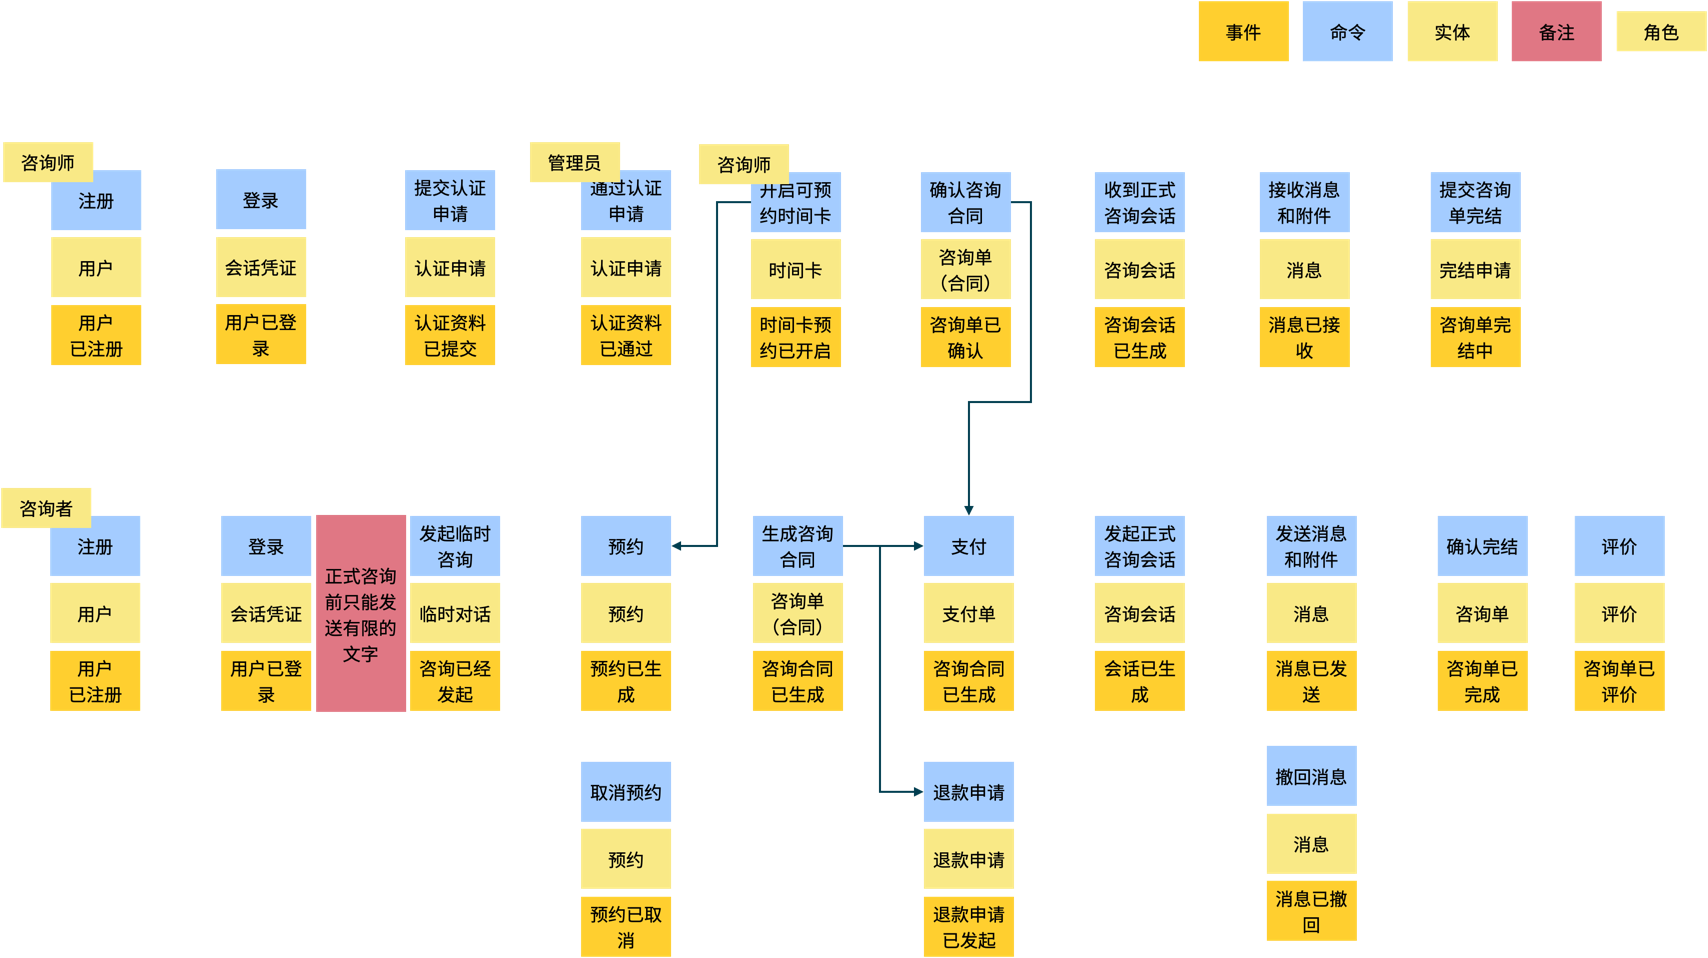 事件
命令
实体
备注
角色
咨询师
注册
用户
用户
已注册
登录
会话凭证
用户已登
录
提交认证
申请
认证申请
认证资料
已提交
管理员
通过认证
申请
认证申请
认证资料
已通过
咨询师
开启可预
约时间卡
时间卡
时间卡预
约已开启
确认咨询
合同
咨询单
（合同）
咨询单已
确认
收到正式
咨询会话
咨询会话
咨询会话
已生成
接收消息
和附件
消息
消息已接
收
提交咨询
单完结
完结申请
咨询单完
结中
咨询者
注册
用户
用户
已注册
登录
会话凭证
用户已登
录
正式咨询
前只能发
送有限的
文字
发起临时
咨询
临时对话
咨询已经
发起
预约
预约
预约已生
成
生成咨询
合同
咨询单
（合同）
咨询合同
已生成
支付
支付单
咨询合同
已生成
发起正式
咨询会话
咨询会话
会话已生
成
发送消息
和附件
消息
消息已发
送
确认完结
咨询单
咨询单已
完成
评价
评价
咨询单已
评价
取消预约
预约
预约已取
消
退款申请
退款申请
退款申请
已发起
撤回消息
消息
消息已撤
回